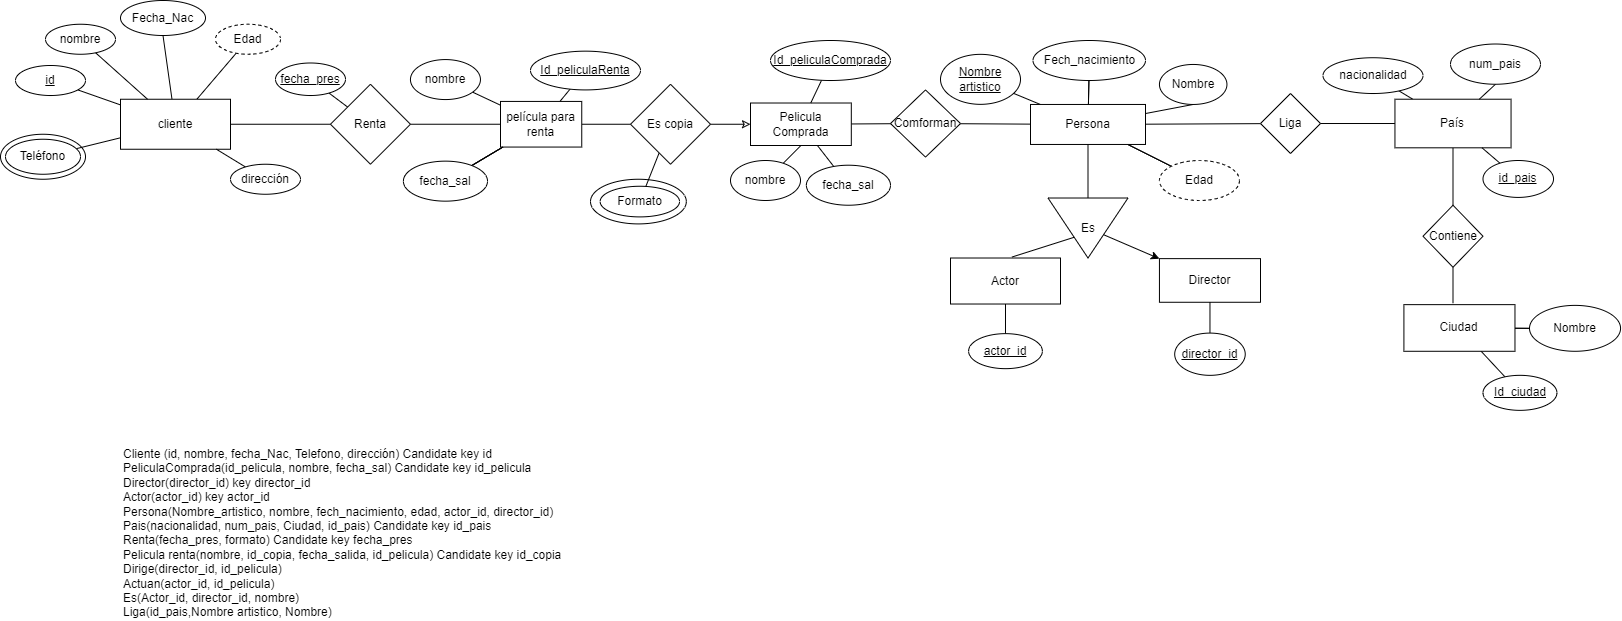 Fecha_Nac
nombre
Edad
id
cliente
Teléfono
dirección
fecha_pres
Renta
nombre
Id_peliculaRenta
película para
renta
fecha_sal
Es copia
Formato
Id_peliculaComprada
Pelicula
Comprada
nombre
fecha_sal
Comforman
Nombre
artistico
Fech_nacimiento
Nombre
Persona
Edad
Es
Actor
Director
actor_id
director_id
Liga
nacionalidad
num_pais
País
id_pais
Contiene
Ciudad
Nombre
Id_ciudad
Cliente (id, nombre, fecha_Nac, Telefono, dirección) Candidate key id
PeliculaComprada(id_pelicula, nombre, fecha_sal) Candidate key id_pelicula
Director(director_id) key director_id
Actor(actor_id) key actor_id
Persona(Nombre_artistico, nombre, fech_nacimiento, edad, actor_id, director_id)
Pais(nacionalidad, num_pais, Ciudad, id_pais) Candidate key id_pais
Renta(fecha_pres, formato) Candidate key fecha_pres
Pelicula renta(nombre, id_copia, fecha_salida, id_pelicula) Candidate key id_copia
Dirige(director_id, id_pelicula)
Actuan(actor_id, id_pelicula)
Es(Actor_id, director_id, nombre)
Liga(id_pais,Nombre artistico, Nombre)